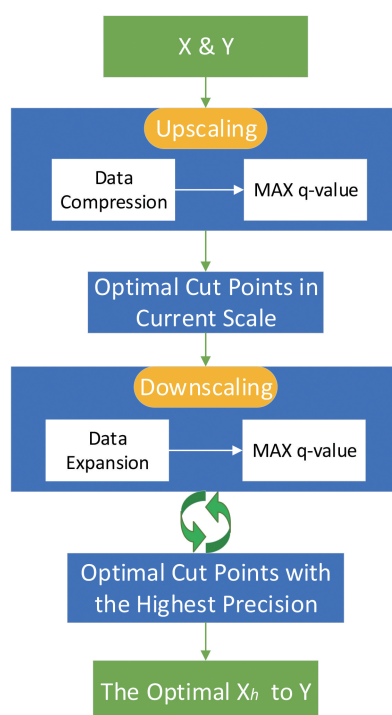 X & Y
Upscaling
Data
Compression
MAX q-value
Optimal Cut Points in
Current Scale
Downscaling
Data
Expansion
MAX q-value
Optimal Cut Points with
the Highest Precision
The Optimal Xh to Y